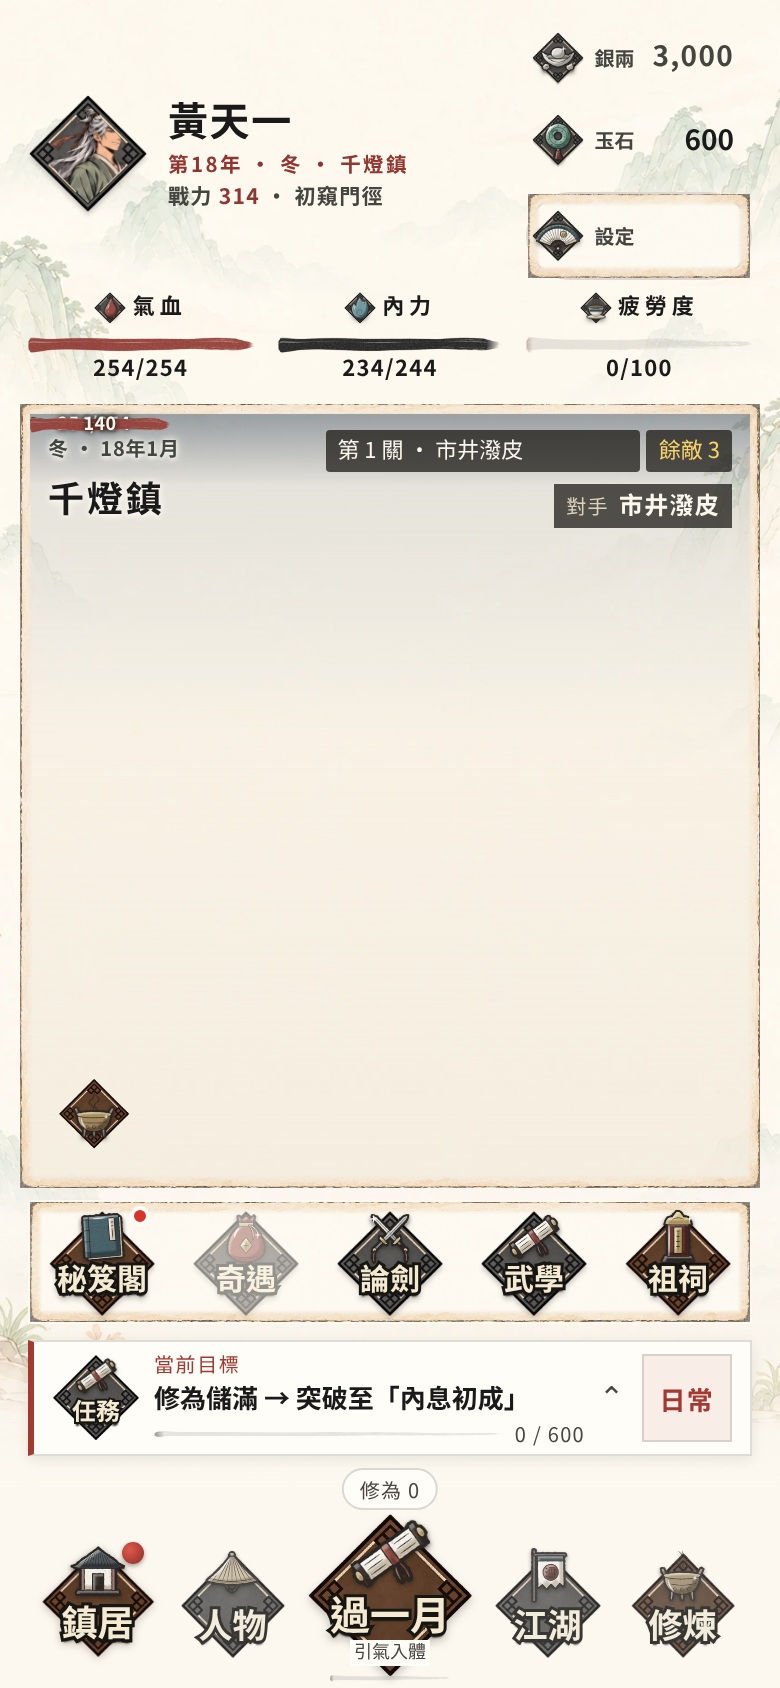 銀兩 3,000
黃天一
玉石 600
第18年 · 冬 · 千燈鎮
戰力 314 · 初窺門徑
設定
氣血
內力
疲勞度
254/254
234/244
0/100
140
冬 · 18年1月
第 1 關 · 市井潑皮
餘敵 3
千燈鎮
對手 市井潑皮
秘笈閣
奇遇
論劍
武學
祖祠
當前目標
任務
修為儲滿 → 突破至「內息初成」
0 / 600
日常
修為 0
鎮居
人物
過一月
江湖
修煉
引氣入體